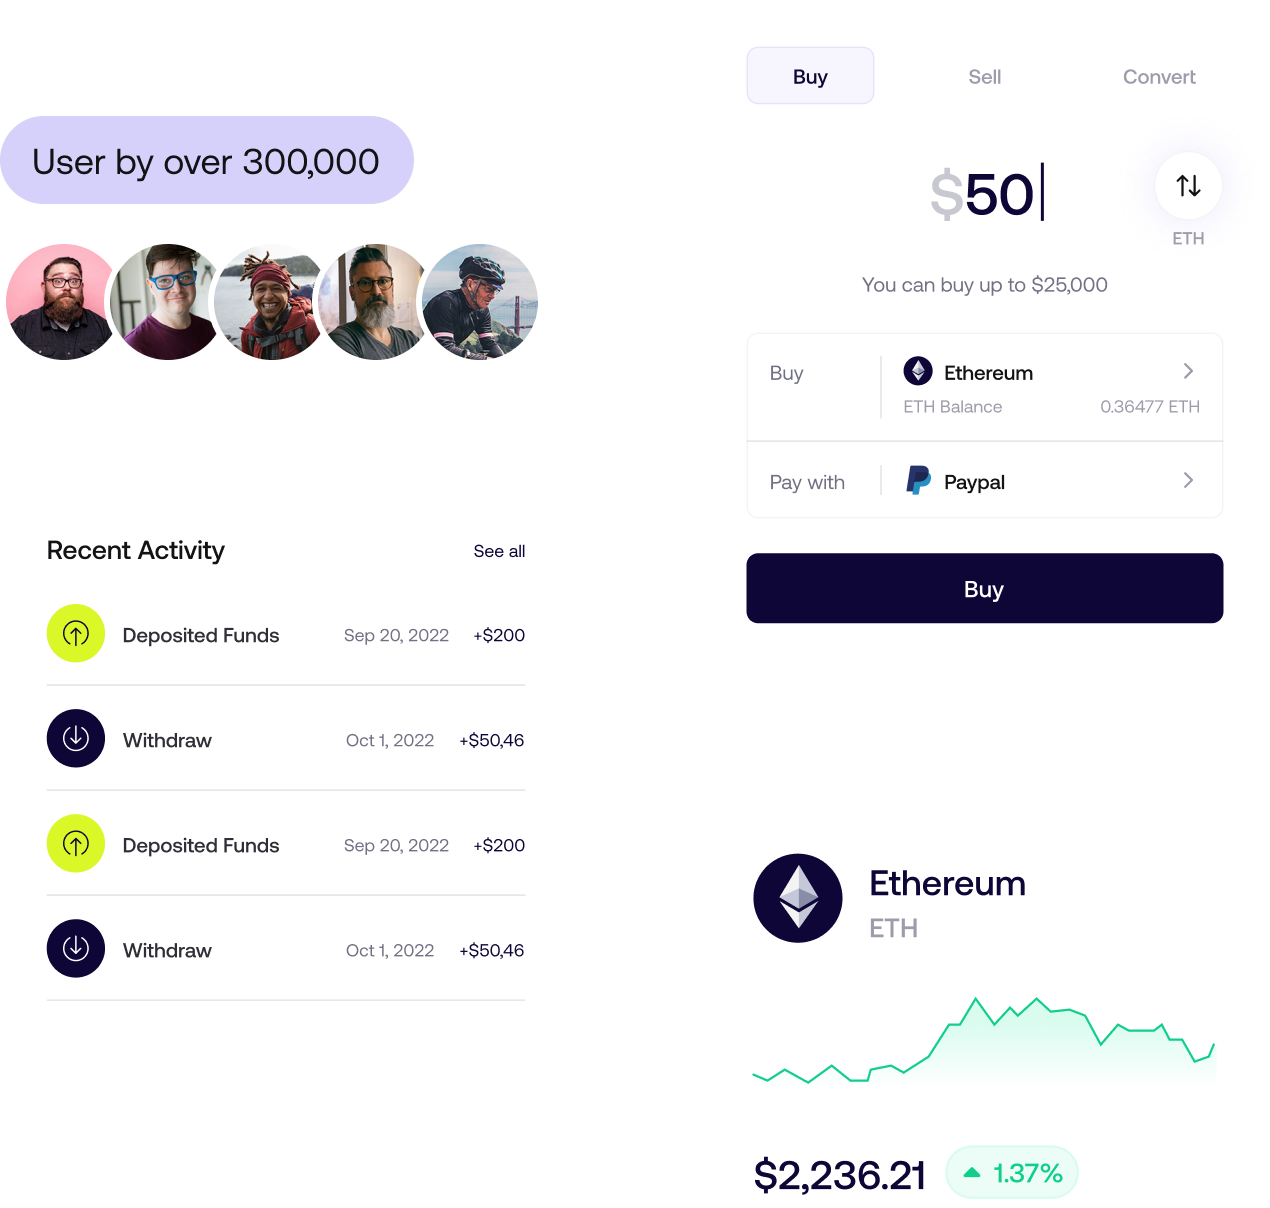 User by over 300,000
Recent Activity
See all
Deposited Funds
Sep 20, 2022
+$200
Withdraw
Oct 1, 2022
+$50,46
Deposited Funds
Sep 20, 2022
+$200
Withdraw
Oct 1, 2022
+$50,46
Buy
Sell
Convert
$50
ETH
You can buy up to $25,000
Buy
Ethereum
ETH Balance
0.36477 ETH
Pay with
Paypal
Buy
Ethereum
ETH
$2,236.21
1.37%